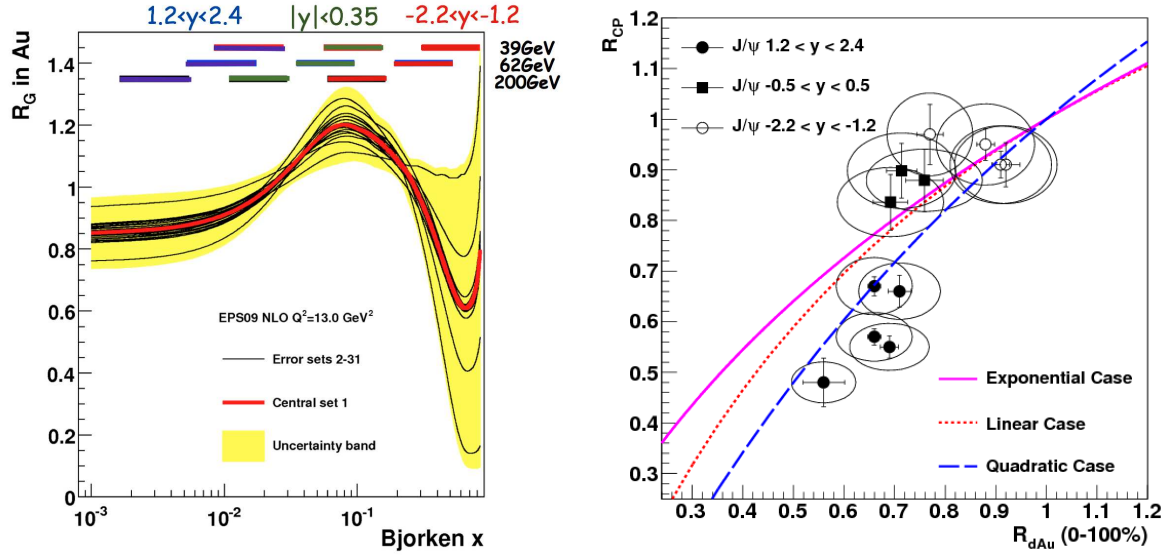 1.2<y<2.4 |y|<0.35 -2.2<y<-1.2
39GeV
62GeV
200GeV
R_G in Au
1.4
1.2
1
0.8
0.6
0.4
0.2
0
EPS09 NLO Q²=13.0 GeV²
Error sets 2-31
Central set 1
Uncertainty band
10⁻³ 10⁻² 10⁻¹
Bjorken x
R_CP
1.2
1.1
1
0.9
0.8
0.7
0.6
0.5
0.4
0.3
J/ψ 1.2 < y < 2.4
J/ψ -0.5 < y < 0.5
J/ψ -2.2 < y < -1.2
Exponential Case
Linear Case
Quadratic Case
0.3 0.4 0.5 0.6 0.7 0.8 0.9 1 1.1 1.2
R_dAu (0-100%)